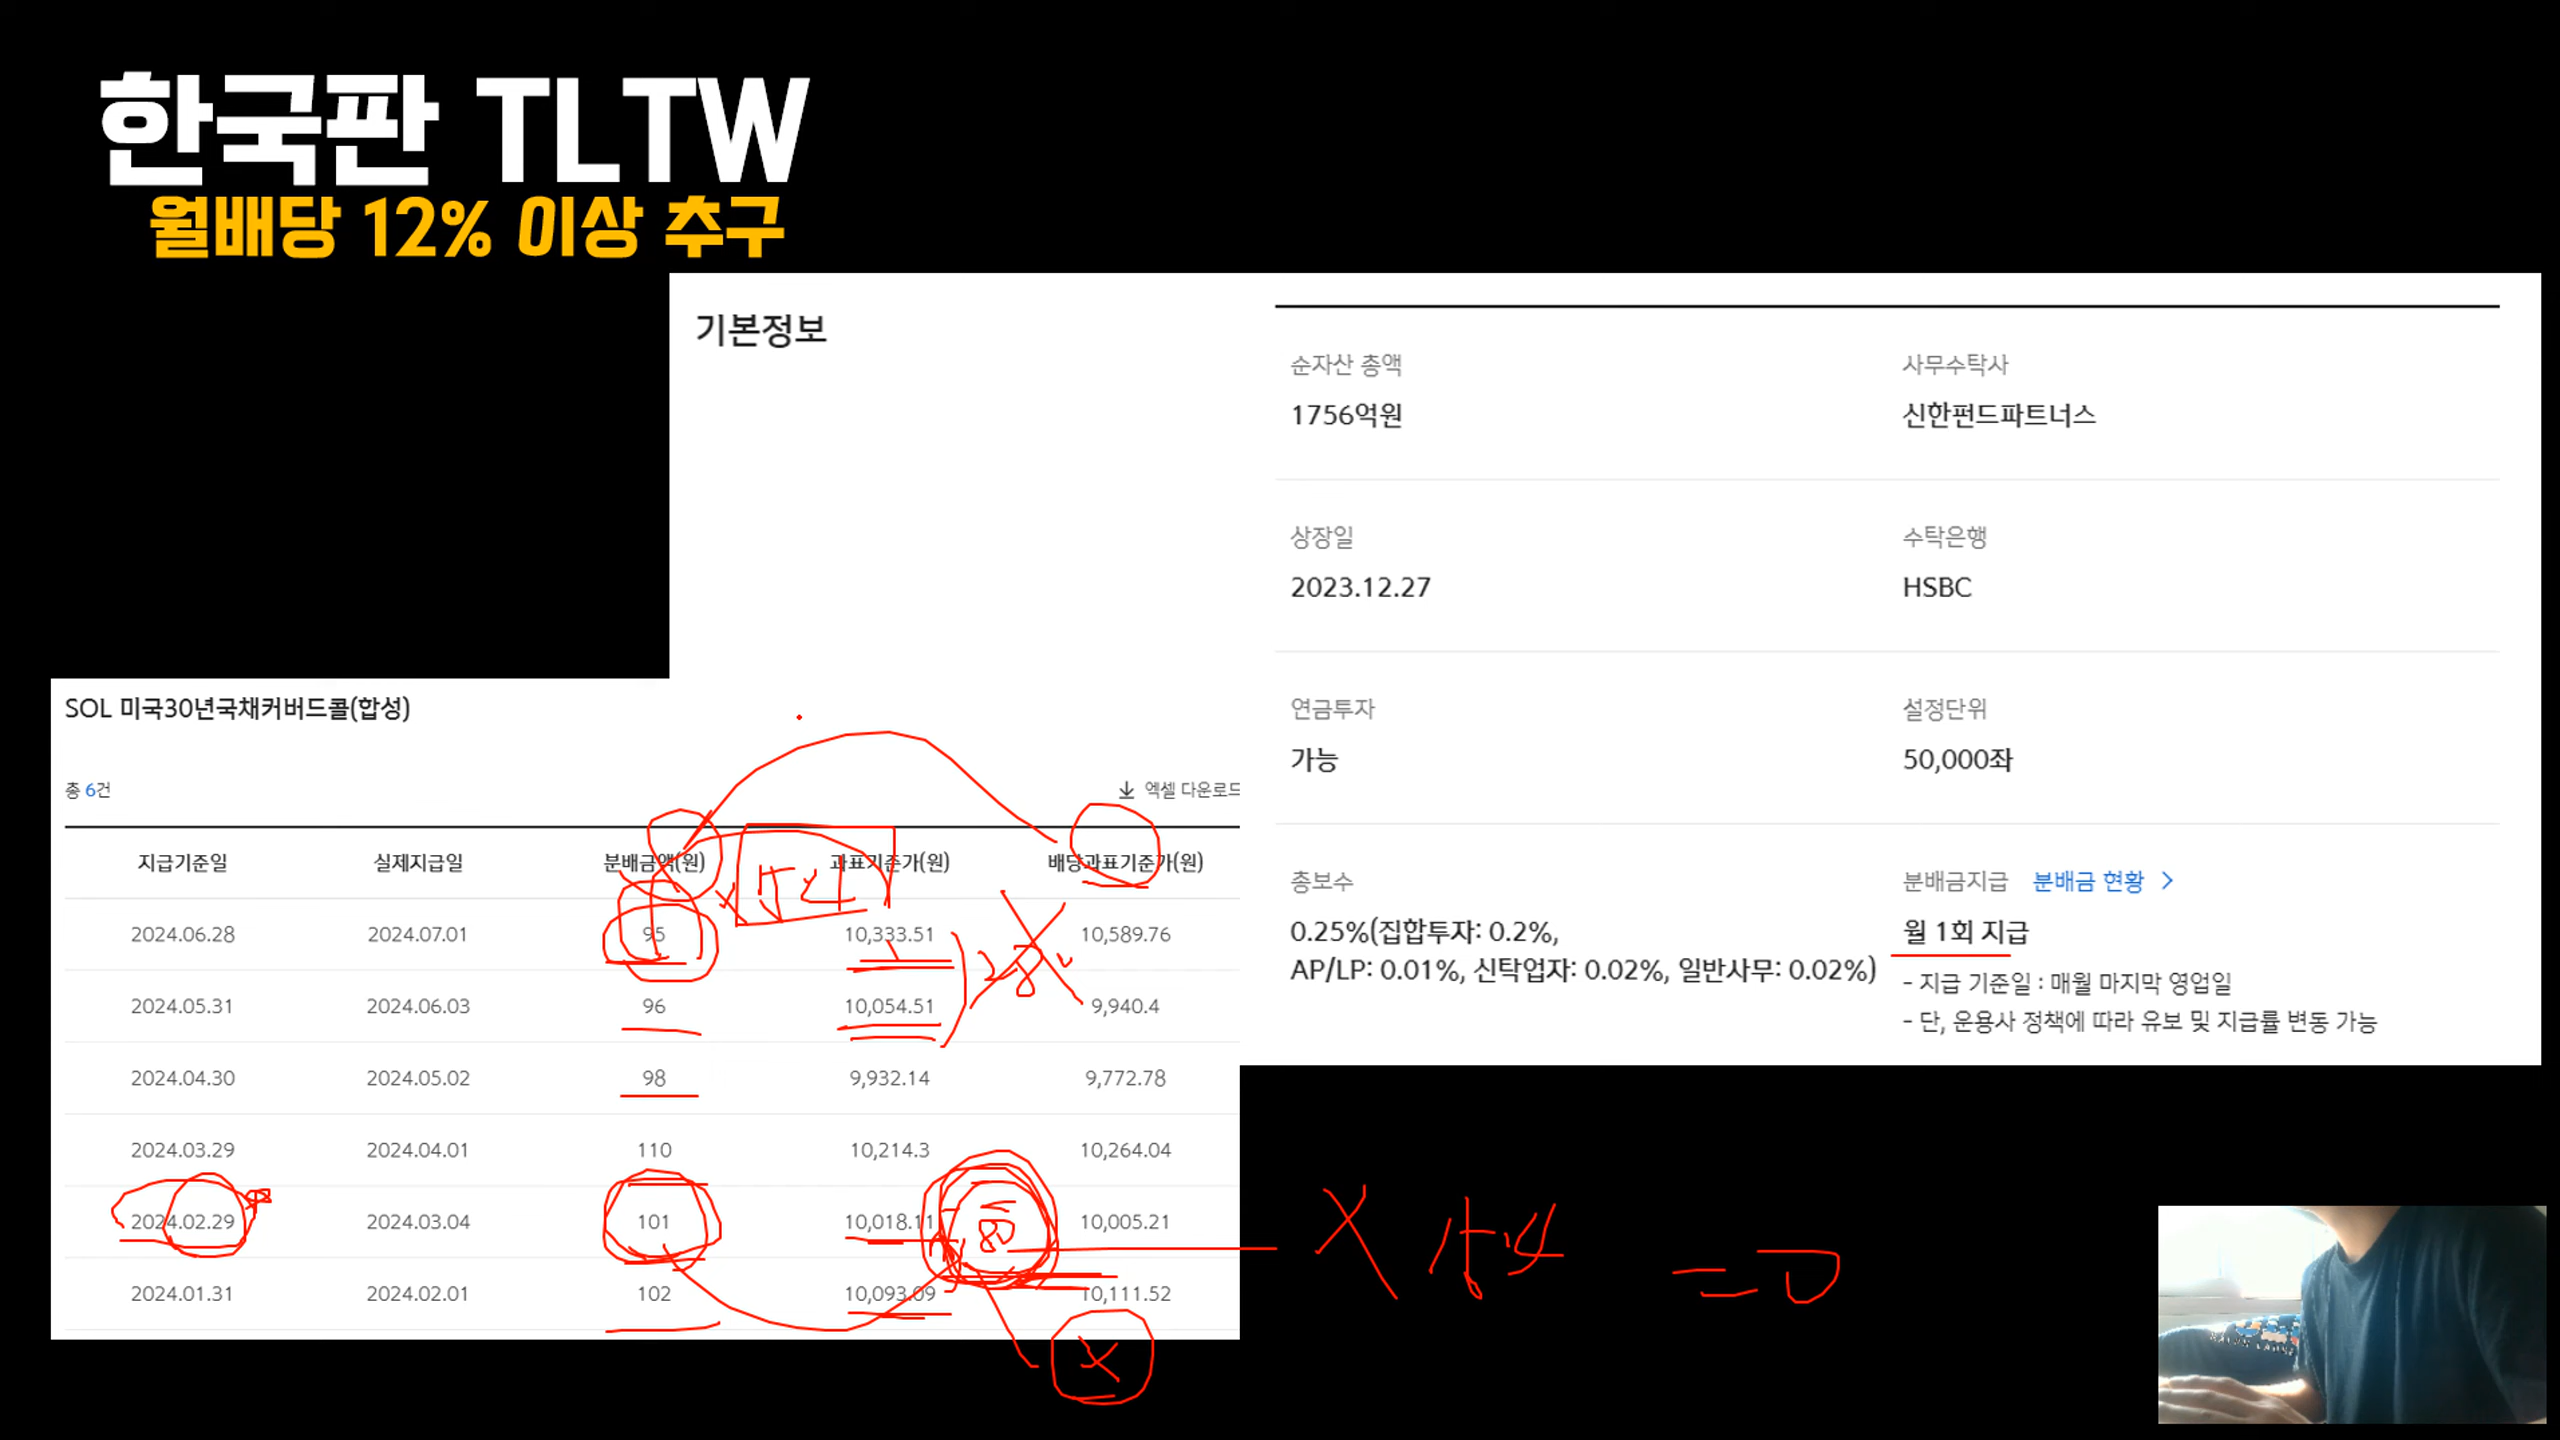 한국판 TLTW
월배당 12% 이상 추구
기본정보
순자산 총액 사무수탁사
1756억원 신한펀드파트너스
상장일 수탁은행
2023.12.27 HSBC
연금투자 설정단위
가능 50,000좌
총보수 분배금지급 분배금 현황 >
0.25%(집합투자: 0.2%, 월 1회 지급
AP/LP: 0.01%, 신탁업자: 0.02%, 일반사무: 0.02%)
- 지급 기준일 : 매월 마지막 영업일
- 단, 운용사 정책에 따라 유보 및 지급률 변동 가능
SOL 미국30년국채커버드콜(합성)
총 6건 엑셀 다운로드
지급기준일 실제지급일 분배금액(원) 과표기준가(원) 배당과표기준가(원)
2024.06.28 2024.07.01 95 10,333.51 10,589.76
2024.05.31 2024.06.03 96 10,054.51 9,940.4
2024.04.30 2024.05.02 98 9,932.14 9,772.78
2024.03.29 2024.04.01 110 10,214.3 10,264.04
2024.02.29 2024.03.04 101 10,018.11 10,005.21
2024.01.31 2024.02.01 102 10,093.09 10,111.52